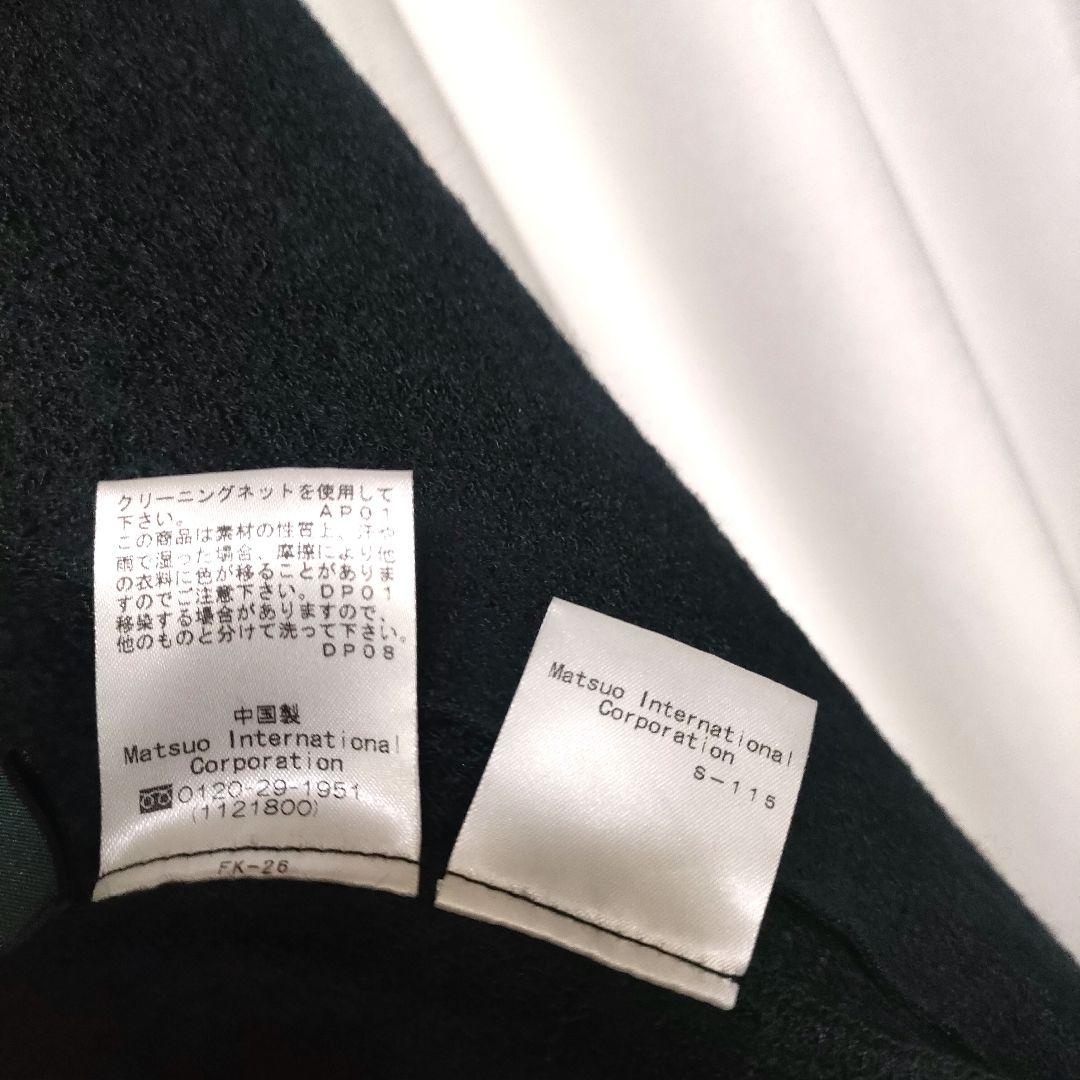 クリーニングネットを使用して
下さい。 AP01
この商品は素材の性質上、汗や
雨で湿った場合、摩擦により他
の衣料に色が移ることがありま
すのでご注意下さい。DP01
移染する場合がありますので、
他のものと分けて洗って下さい。
DP08
中国製
Matsuo International
Corporation
0120-29-1951
(1121800)
FK-26
Matsuo International
Corporation
S-115